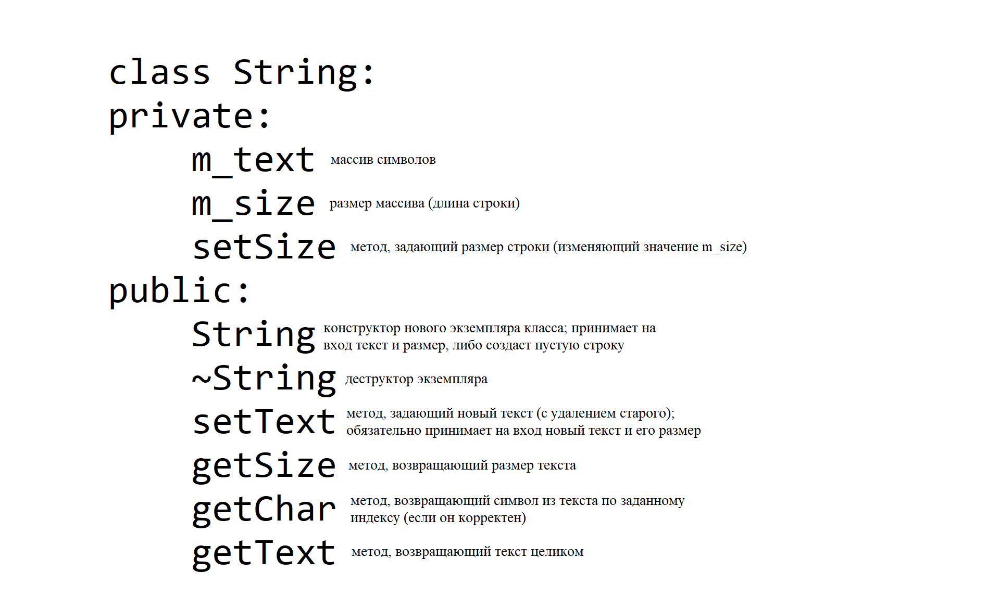 class String:
private:
m_text массив символов
m_size размер массива (длина строки)
setSize метод, задающий размер строки (изменяющий значение m_size)
public:
String конструктор нового экземпляра класса; принимает на
вход текст и размер, либо создаст пустую строку
~String деструктор экземпляра
setText метод, задающий новый текст (с удалением старого);
обязательно принимает на вход новый текст и его размер
getSize метод, возвращающий размер текста
getChar метод, возвращающий символ из текста по заданному
индексу (если он корректен)
getText метод, возвращающий текст целиком